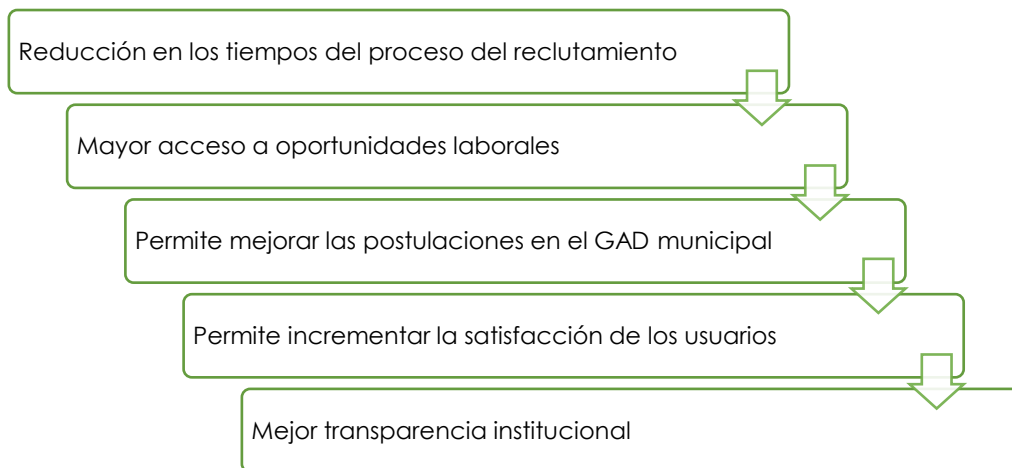 Reducción en los tiempos del proceso del reclutamiento
Mayor acceso a oportunidades laborales
Permite mejorar las postulaciones en el GAD municipal
Permite incrementar la satisfacción de los usuarios
Mejor transparencia institucional